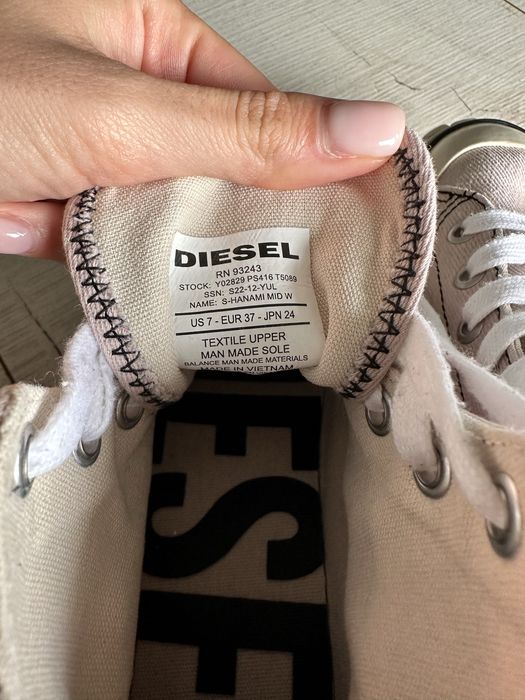 DIESEL
RN 93243
STOCK: Y02829 PS416 T5089
SSN: S22-12-YUL
NAME: S-HANAMI MID W
US 7 - EUR 37 - JPN 24
TEXTILE UPPER
MAN MADE SOLE
BALANCE MAN MADE MATERIALS
MADE IN VIETNAM
ESE